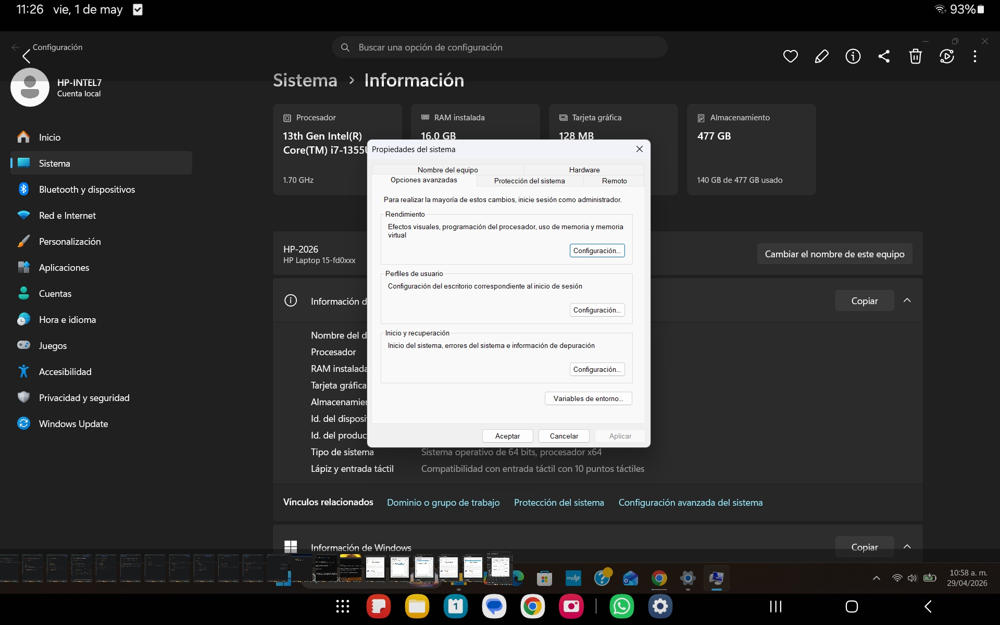 11:26 vie, 1 de may
93%
Configuración
Buscar una opción de configuración
HP-INTEL7
Cuenta local
Inicio
Sistema
Bluetooth y dispositivos
Red e Internet
Personalización
Aplicaciones
Cuentas
Hora e idioma
Juegos
Accesibilidad
Privacidad y seguridad
Windows Update
Sistema > Información
Procesador
13th Gen Intel(R)
Core(TM) i7-1355U
1.70 GHz
RAM instalada
16.0 GB
Tarjeta gráfica
128 MB
Almacenamiento
477 GB
140 GB de 477 GB usado
HP-2026
HP Laptop 15-fd0xxx
Cambiar el nombre de este equipo
Información d
Copiar
Nombre del d
Procesador
RAM instalada
Tarjeta gráfica
Almacenamien
Id. del disposi
Id. del produc
Tipo de sistema Sistema operativo de 64 bits, procesador x64
Lápiz y entrada táctil Compatibilidad con entrada táctil con 10 puntos táctiles
Vínculos relacionados Dominio o grupo de trabajo Protección del sistema Configuración avanzada del sistema
Información de Windows
Copiar
Propiedades del sistema
Nombre del equipo Hardware
Opciones avanzadas Protección del sistema Remoto
Para realizar la mayoría de estos cambios, inicie sesión como administrador.
Rendimiento
Efectos visuales, programación del procesador, uso de memoria y memoria
virtual
Configuración...
Perfiles de usuario
Configuración del escritorio correspondiente al inicio de sesión
Configuración...
Inicio y recuperación
Inicio del sistema, errores del sistema e información de depuración
Configuración...
Variables de entorno...
Aceptar Cancelar Aplicar
myhp
10:58 a. m.
29/04/2026
1